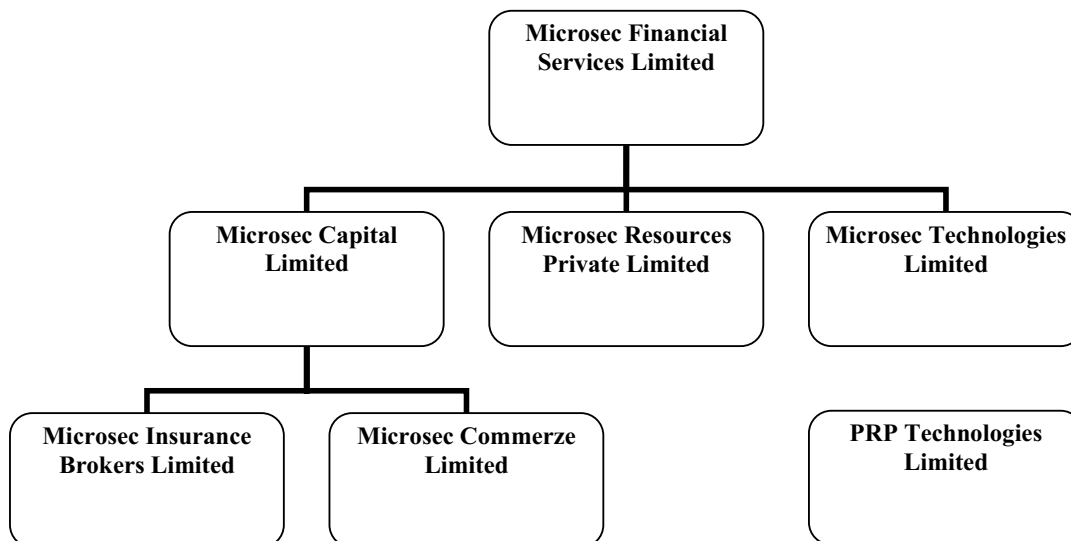 Microsec Financial
Services Limited
Microsec Capital
Limited
Microsec Resources
Private Limited
Microsec Technologies
Limited
Microsec Insurance
Brokers Limited
Microsec Commerze
Limited
PRP Technologies
Limited